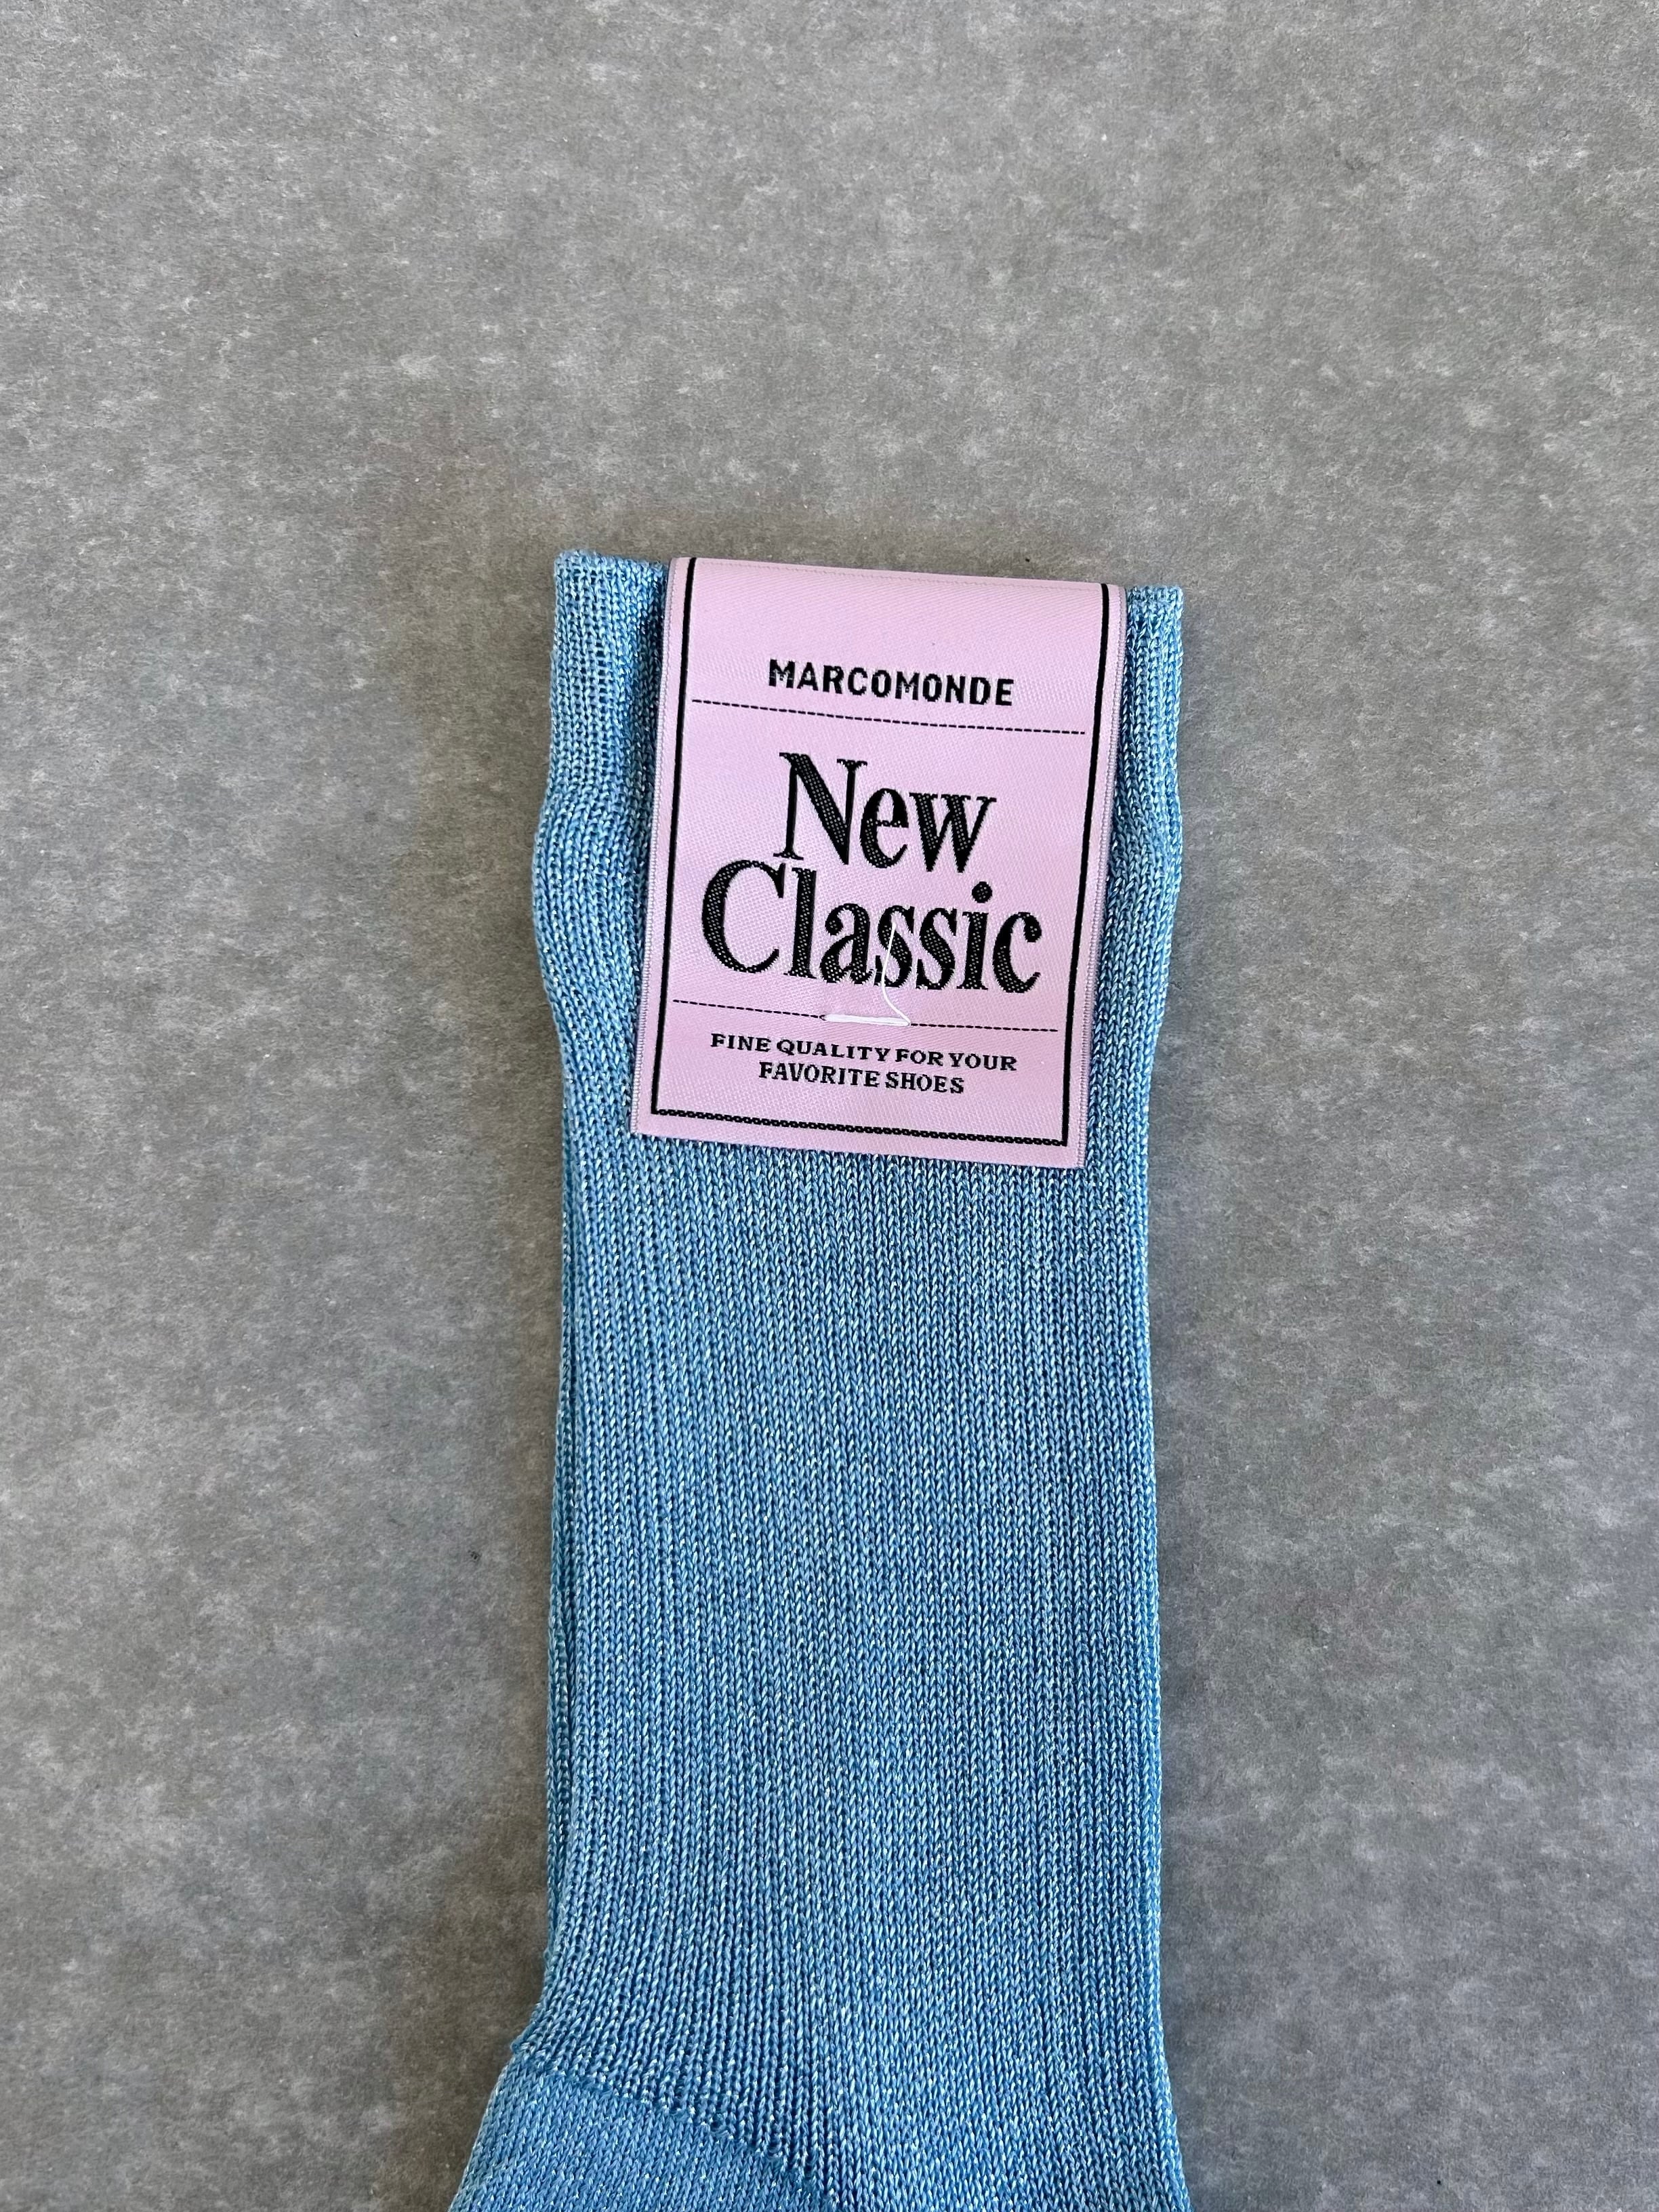 MARCOMONDE
New
Classic
FINE QUALITY FOR YOUR
FAVORITE SHOES